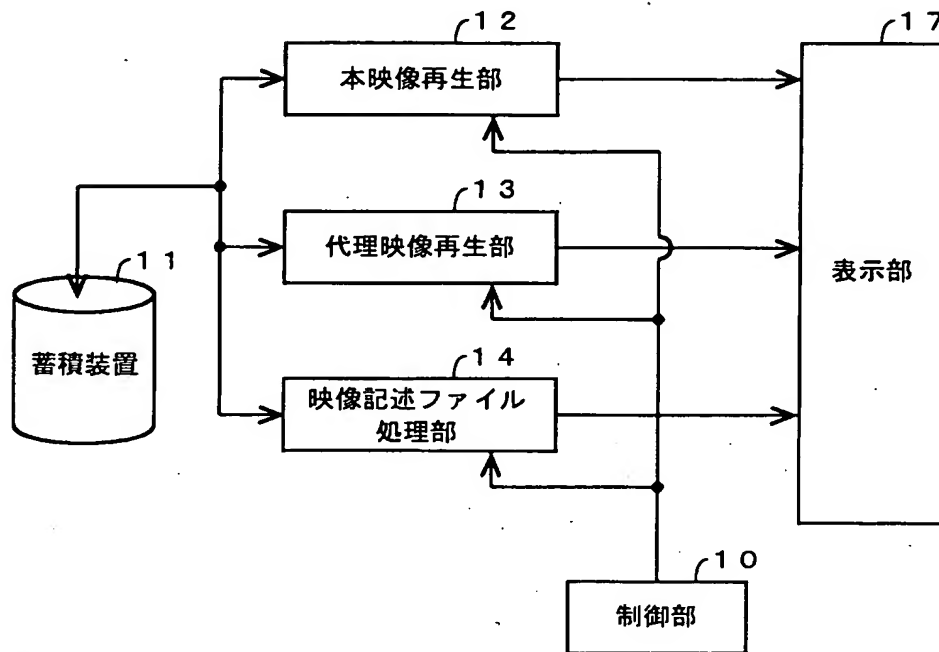 12
本映像再生部
17
13
代理映像再生部
11
蓄積装置
表示部
14
映像記述ファイル
処理部
10
制御部